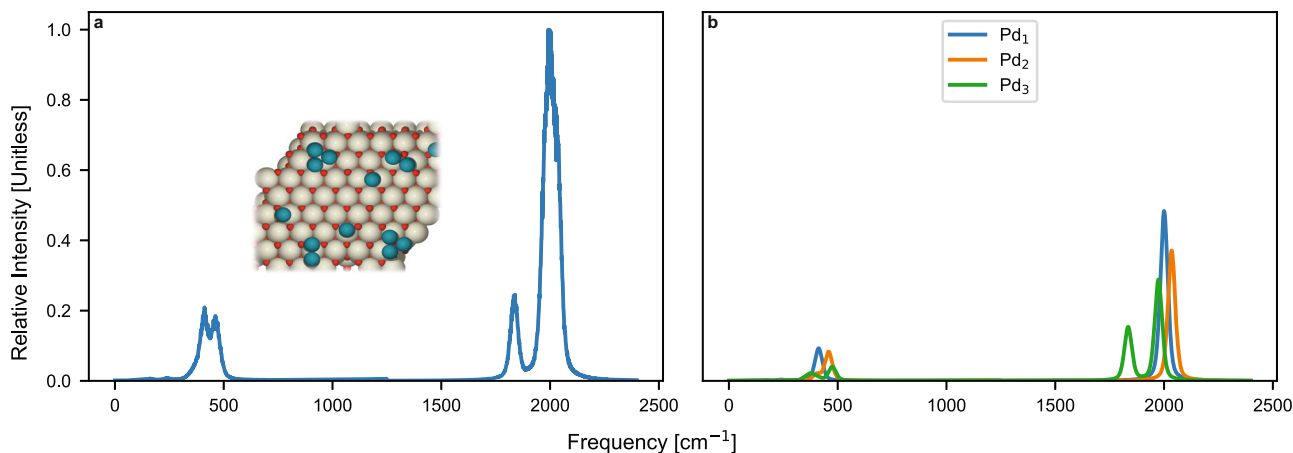 a
b
1.0
0.8
0.6
0.4
0.2
0.0
Relative Intensity [Unitless]
Pd₁
Pd₂
Pd₃
0 500 1000 1500 2000 2500
0 500 1000 1500 2000 2500
Frequency [cm⁻¹]